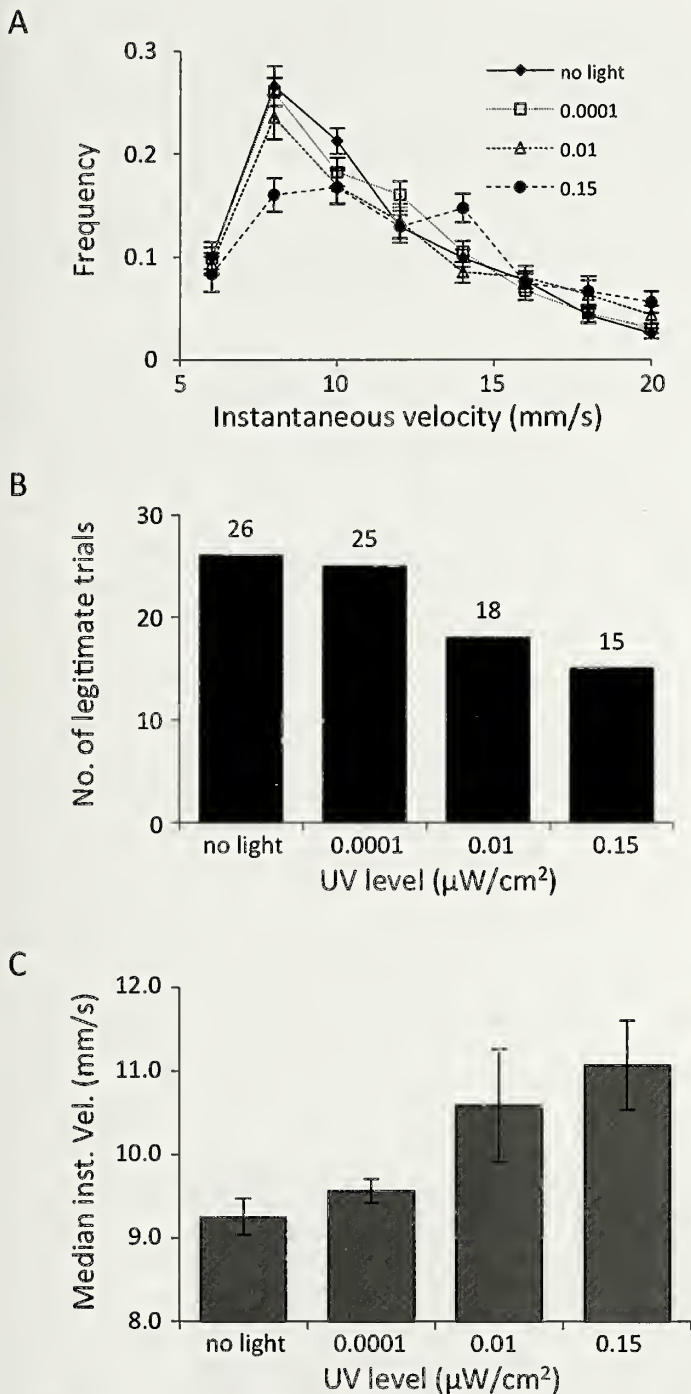 A
Frequency
0.3
0.2
0.1
0
no light
0.0001
0.01
0.15
5
10
15
20
Instantaneous velocity (mm/s)
B
No. of legitimate trials
30
20
10
0
26
25
18
15
no light
0.0001
0.01
0.15
UV level (μW/cm²)
C
Median inst. Vel. (mm/s)
12.0
11.0
10.0
9.0
8.0
no light
0.0001
0.01
0.15
UV level (μW/cm²)